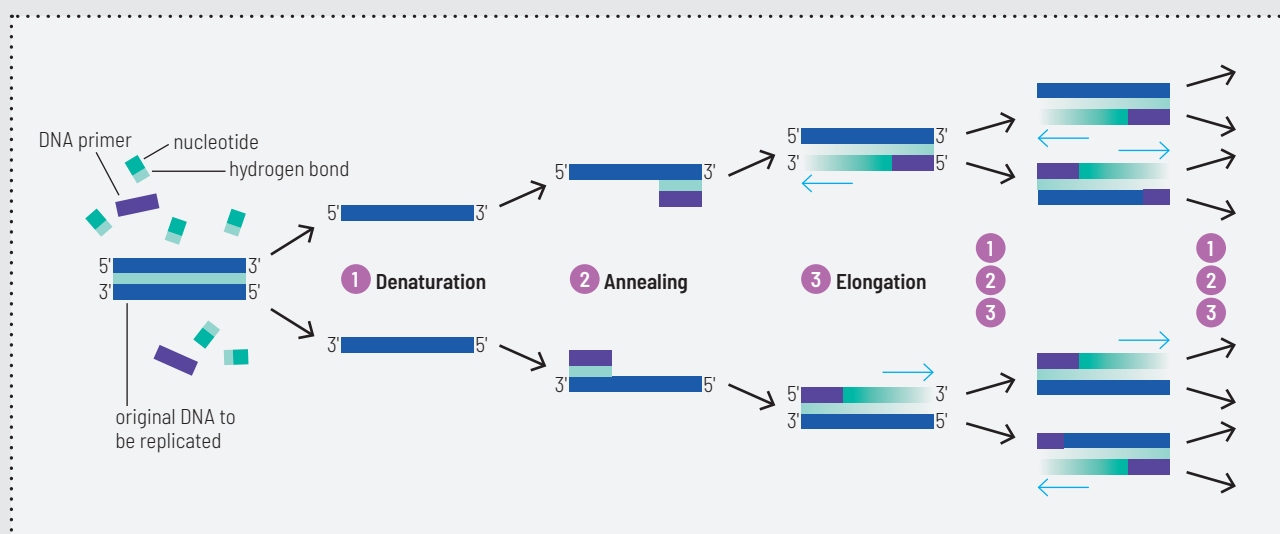 DNA primer
nucleotide
hydrogen bond
5' 3'
3' 5'
original DNA to
be replicated
5' 3'
1 Denaturation
3' 5'
5' 3'
2 Annealing
3' 5'
5' 3'
3' 5'
3 Elongation
5' 3'
3' 5'
1
2
3
1
2
3